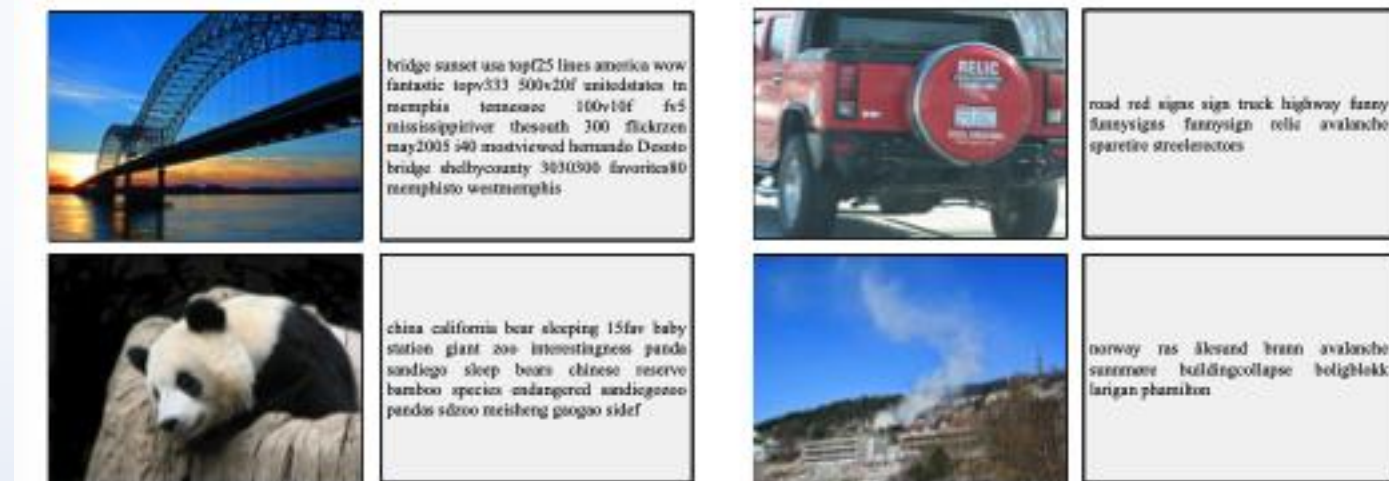 bridge sunset usa topf25 lines america wow
fantastic topv333 500v20f unitedstates tn
memphis tennessee 100v10f fv5
mississippiriver thesouth 300 flickrzen
may2005 i40 mostviewed hernando Desoto
bridge shelbycounty 3030300 favorites80
memphisto westmemphis
RELIC
road red signs sign truck highway funny
funnysigns funnysign relic avalanche
sparetire
china california bear sleeping 15fav baby
station giant zoo interestingness panda
sandiego sleep bears chinese reserve
bamboo species endangered sandiegozoo
pandas sdzoo meisheng gaogao sidef
norway ras ålesund brann avalanche
buildingcollapse boligblokk
larigan phamilton